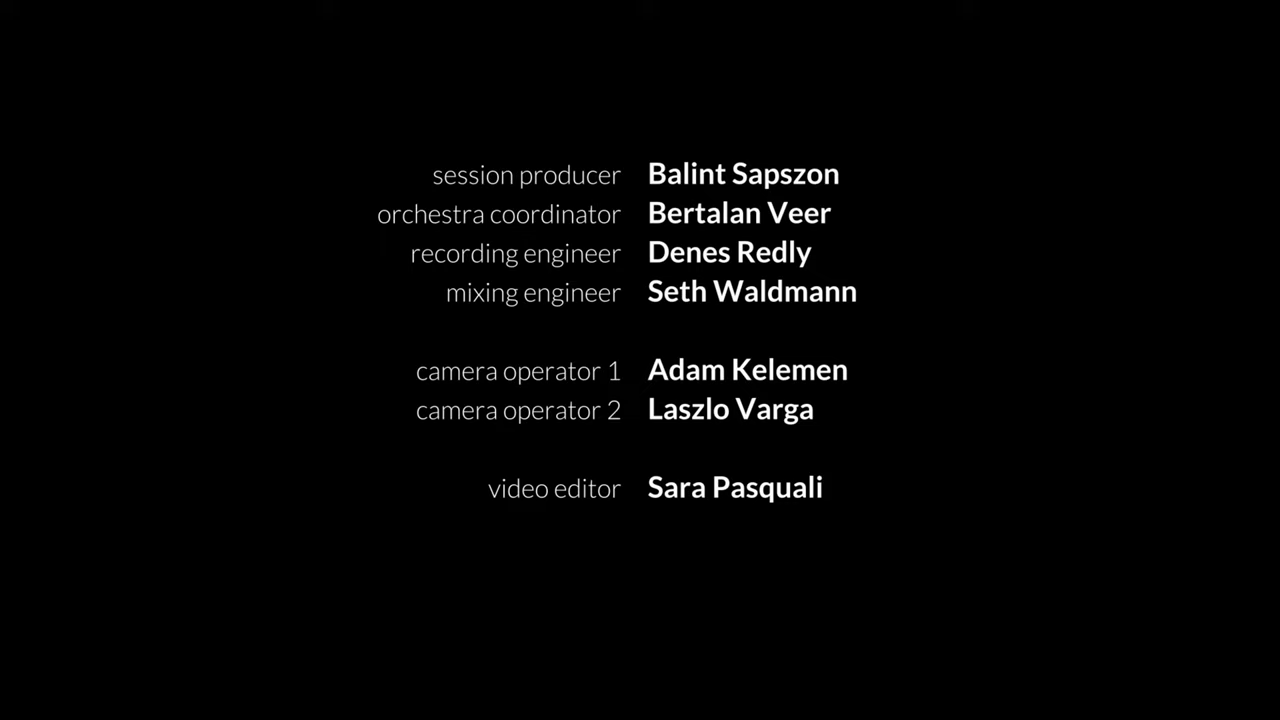 session producer Balint Sapszon
orchestra coordinator Bertalan Veer
recording engineer Denes Redly
mixing engineer Seth Waldmann
camera operator 1 Adam Kelemen
camera operator 2 Laszlo Varga
video editor Sara Pasquali